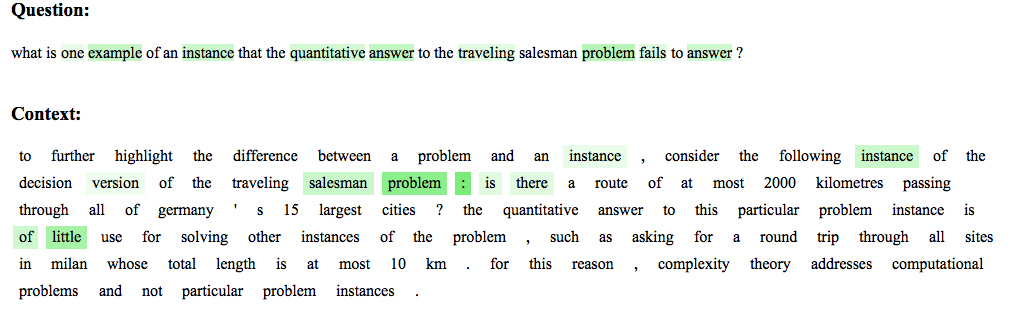 Question:
what is one example of an instance that the quantitative answer to the traveling salesman problem fails to answer ?
Context:
to further highlight the difference between a problem and an instance , consider the following instance of the
decision version of the traveling salesman problem : is there a route of at most 2000 kilometres passing
through all of germany ' s 15 largest cities ? the quantitative answer to this particular problem instance is
of little use for solving other instances of the problem , such as asking for a round trip through all sites
in milan whose total length is at most 10 km . for this reason , complexity theory addresses computational
problems and not particular problem instances .